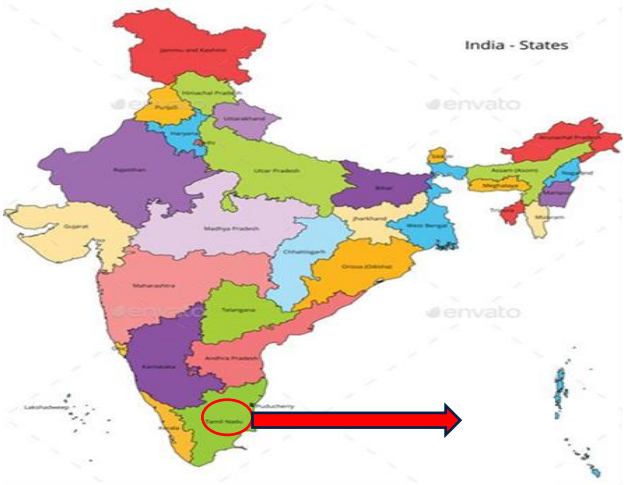 India - States
Jammu and Kashmir
Himachal Pradesh
Punjab
Uttarakhand
Haryana
envato
envato
Arunachal Pradesh
Rajasthan
Uttar Pradesh
Bihar
Sikkim
Assam (Asom)
Nagaland
Meghalaya
Manipur
Tripura
Mizoram
Gujarat
Madhya Pradesh
Jharkhand
West Bengal
Chhattisgarh
Orissa (Odisha)
Maharashtra
Telangana
envato
envato
Goa
Karnataka
Andhra Pradesh
Lakshadweep
Puducherry
Kerala
Tamil Nadu